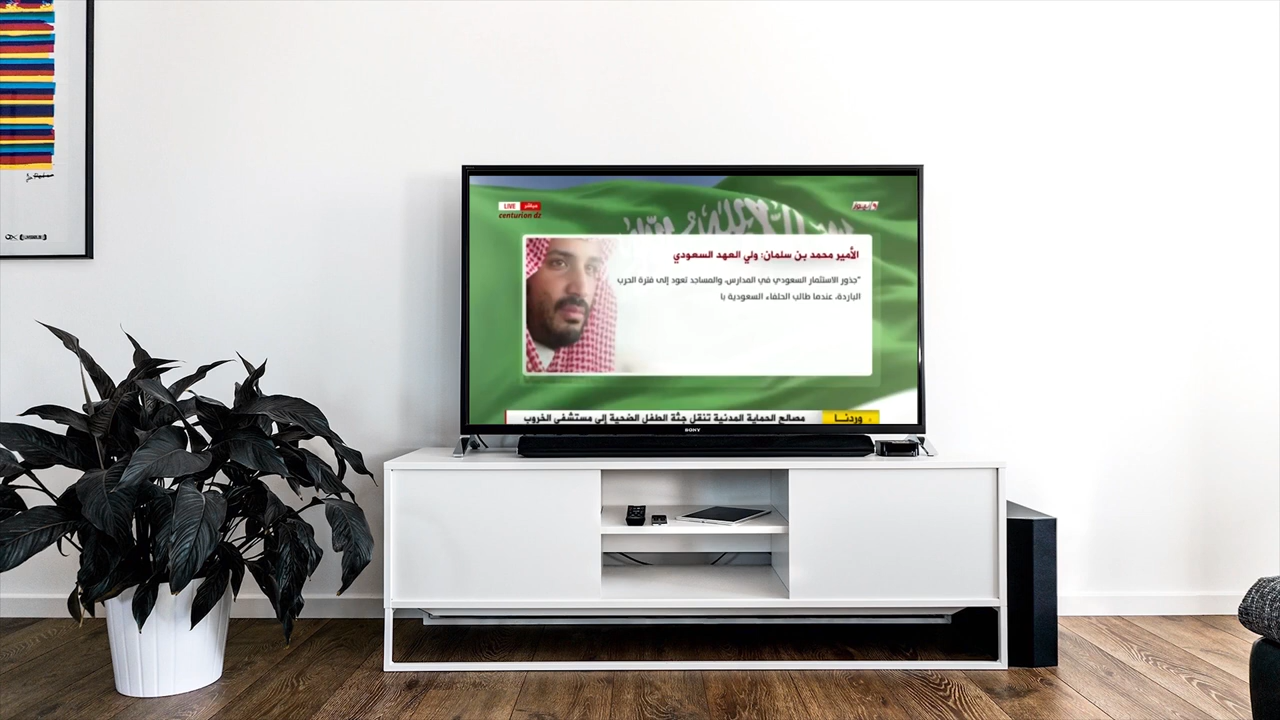 LIVE مباشر
centurion dz
الأمير محمد بن سلمان: ولي العهد السعودي
"جذور الاستثمار السعودي في المدارس، والمساجد تعود إلى فترة الحرب
الباردة، عندما طالب الحلفاء السعودية با
وردنا
مصالح الحماية المدنية تنقل جثة الطفل الضحية إلى مستشفى الخروب
SONY